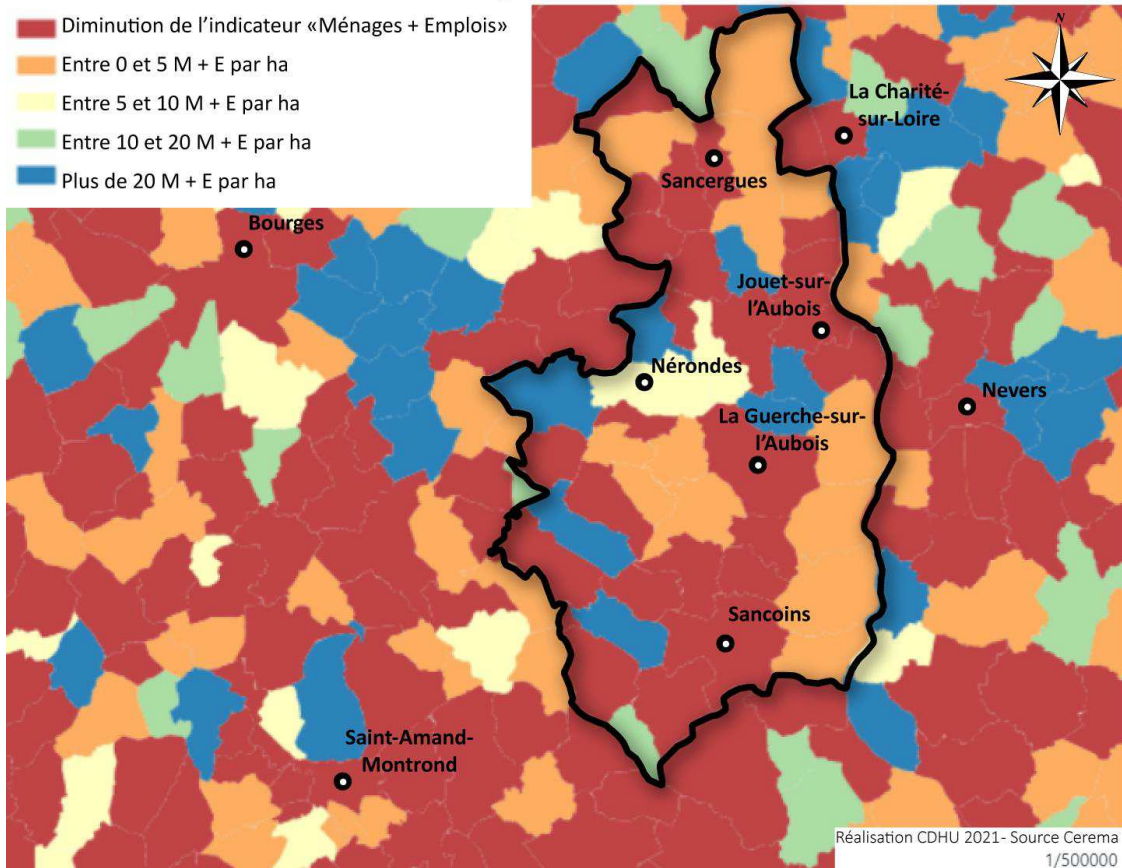 Diminution de l'indicateur «Ménages + Emplois»
Entre 0 et 5 M + E par ha
Entre 5 et 10 M + E par ha
Entre 10 et 20 M + E par ha
Plus de 20 M + E par ha
N
La Charité-
sur-Loire
Sancergues
Bourges
Jouet-sur-
l'Aubois
Nérondes
Nevers
La Guerche-sur-
l'Aubois
Sancoins
Saint-Amand-
Montrond
Réalisation CDHU 2021- Source Cerema
1/500000